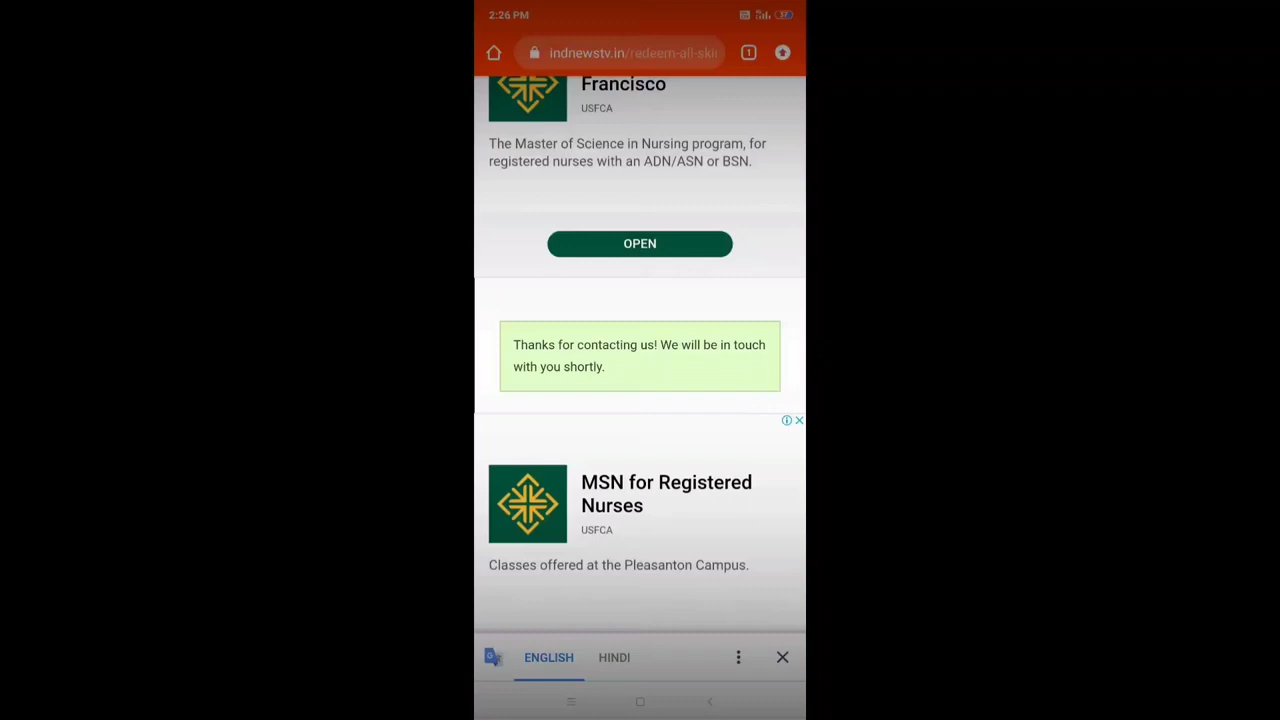 2:26 PM
indnewstv.in/redeem-all-ski
1
Francisco
USFCA
The Master of Science in Nursing program, for
registered nurses with an ADN/ASN or BSN.
OPEN
Thanks for contacting us! We will be in touch
with you shortly.
MSN for Registered
Nurses
USFCA
Classes offered at the Pleasanton Campus.
ENGLISH
HINDI